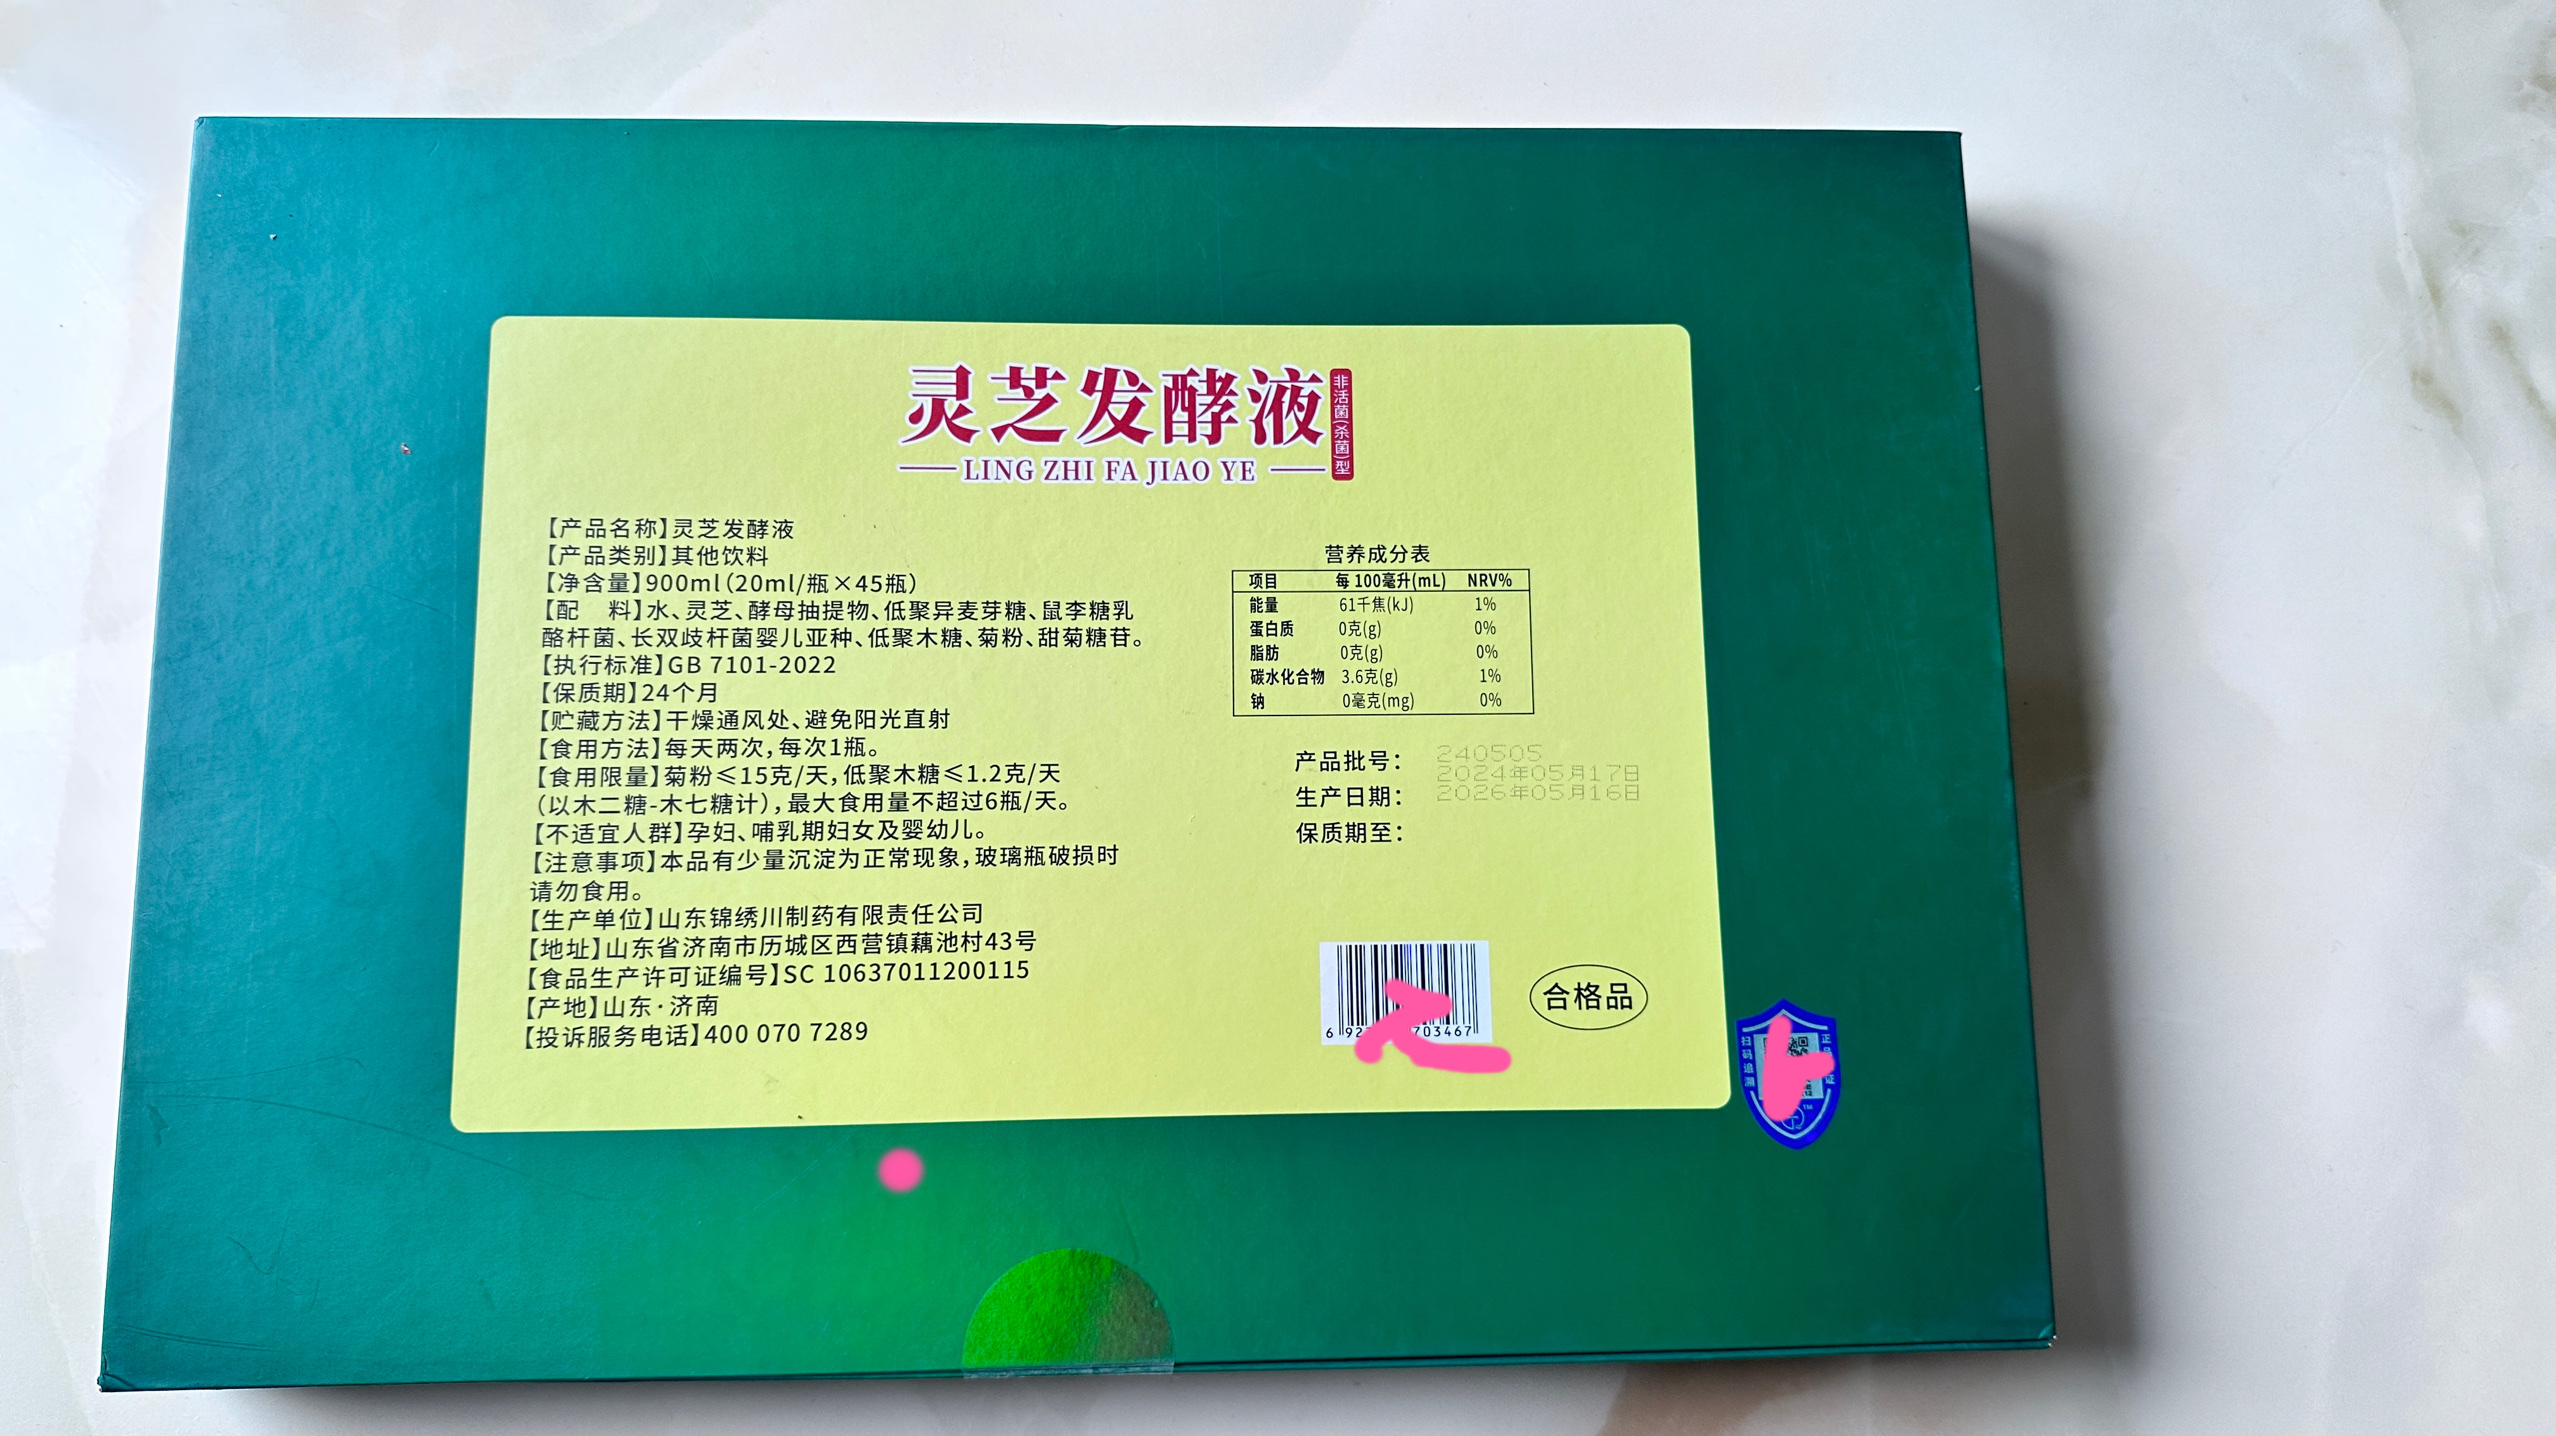 灵芝发酵液
非活菌(杀菌)型
LING ZHI FA JIAO YE
【产品名称】灵芝发酵液
【产品类别】其他饮料
【净含量】900ml（20ml/瓶×45瓶）
【配 料】水、灵芝、酵母抽提物、低聚异麦芽糖、鼠李糖乳
酪杆菌、长双歧杆菌婴儿亚种、低聚木糖、菊粉、甜菊糖苷。
【执行标准】GB 7101-2022
【保质期】24个月
【贮藏方法】干燥通风处、避免阳光直射
【食用方法】每天两次，每次1瓶。
【食用限量】菊粉≤15克/天，低聚木糖≤1.2克/天
（以木二糖-木七糖计），最大食用量不超过6瓶/天。
【不适宜人群】孕妇、哺乳期妇女及婴幼儿。
【注意事项】本品有少量沉淀为正常现象，玻璃瓶破损时
请勿食用。
【生产单位】山东锦绣川制药有限责任公司
【地址】山东省济南市历城区西营镇藕池村43号
【食品生产许可证编号】SC 10637011200115
【产地】山东·济南
【投诉服务电话】400 070 7289
营养成分表
项目 每 100毫升(mL) NRV%
能量 61千焦(kJ) 1%
蛋白质 0克(g) 0%
脂肪 0克(g) 0%
碳水化合物 3.6克(g) 1%
钠 0毫克(mg) 0%
产品批号：
生产日期：
保质期至：
240505
2024年05月17日
2026年05月16日
6 92 703467
合格品
扫码追溯
正品 证
TM